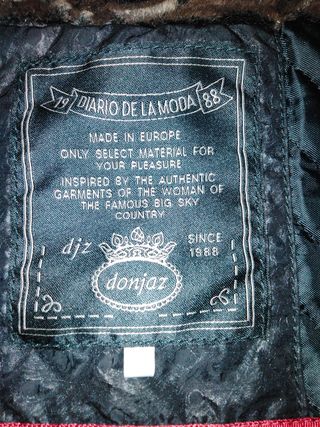 19 DIARIO DE LA MODA 88
MADE IN EUROPE
ONLY SELECT MATERIAL FOR
YOUR PLEASURE
INSPIRED BY THE AUTHENTIC
GARMENTS OF THE WOMAN OF
THE FAMOUS BIG SKY
COUNTRY
djz
SINCE
1988
donjaz